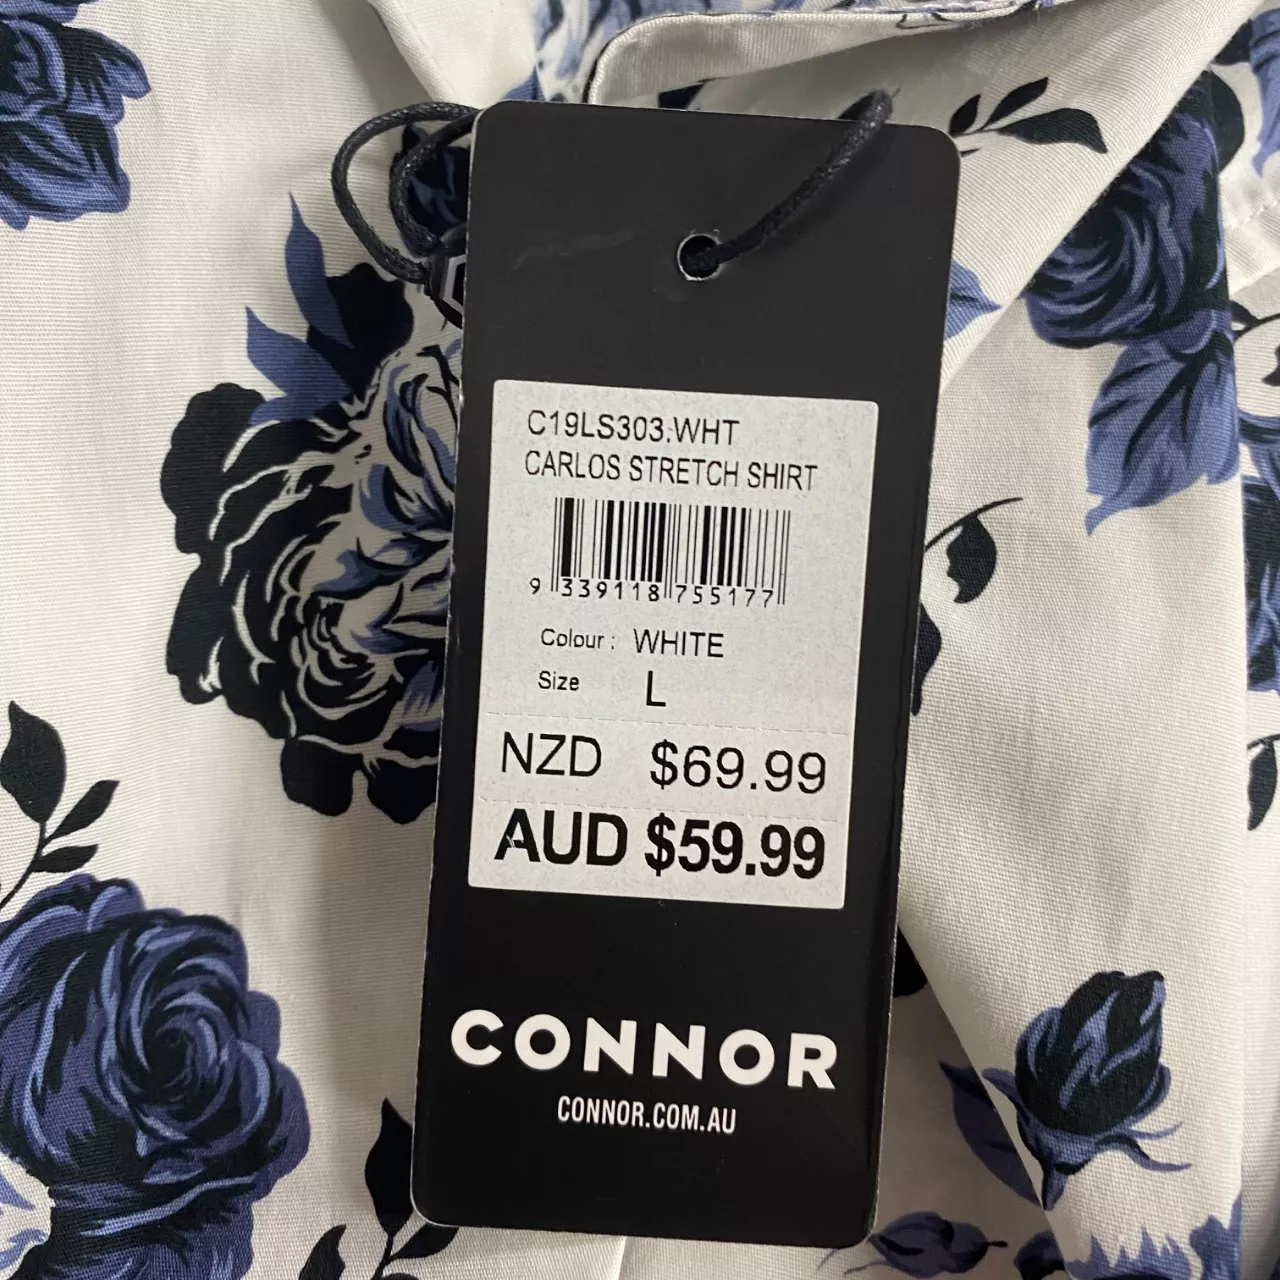 C19LS303.WHT
CARLOS STRETCH SHIRT
9 339118 755177
Colour : WHITE
Size L
NZD $69.99
AUD $59.99
CONNOR
CONNOR.COM.AU